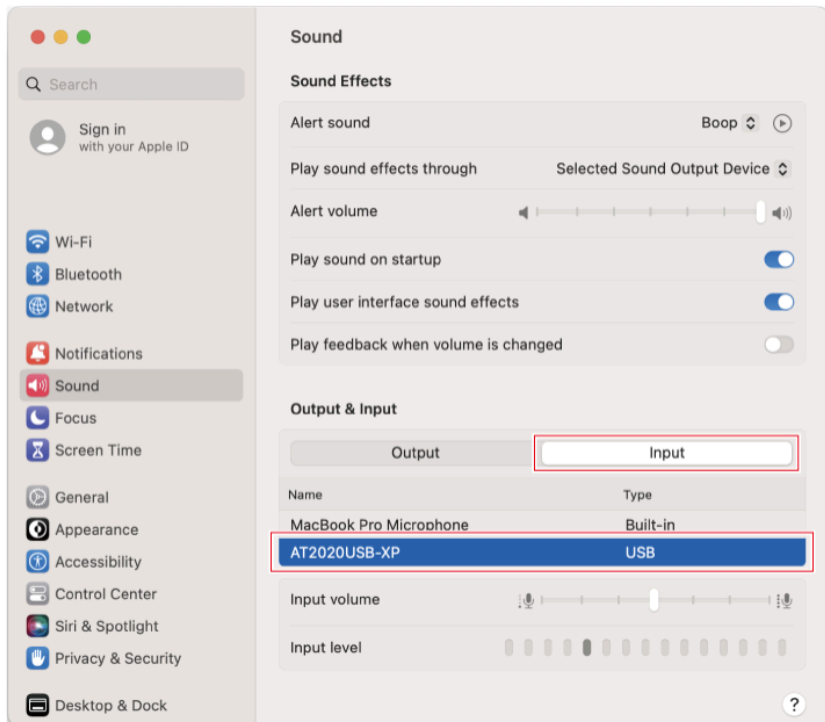 Search
Sign in
with your Apple ID
Wi-Fi
Bluetooth
Network
Notifications
Sound
Focus
Screen Time
General
Appearance
Accessibility
Control Center
Siri & Spotlight
Privacy & Security
Desktop & Dock
Sound
Sound Effects
Alert sound Boop
Play sound effects through Selected Sound Output Device
Alert volume
Play sound on startup
Play user interface sound effects
Play feedback when volume is changed
Output & Input
Output Input
Name Type
MacBook Pro Microphone Built-in
AT2020USB-XP USB
Input volume
Input level
?